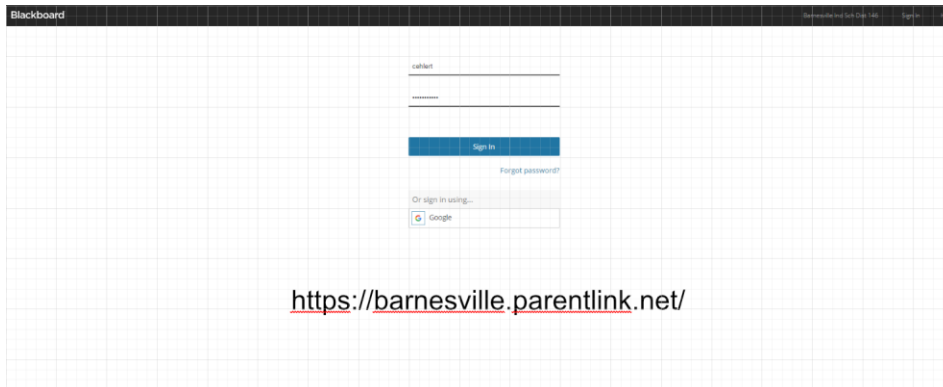 Blackboard Barnesville Ind Sch Dist 146 Sign in
cahlert
••••••••••••
Sign In
Forgot password?
Or sign in using...
G Google
https://barnesville.parentlink.net/